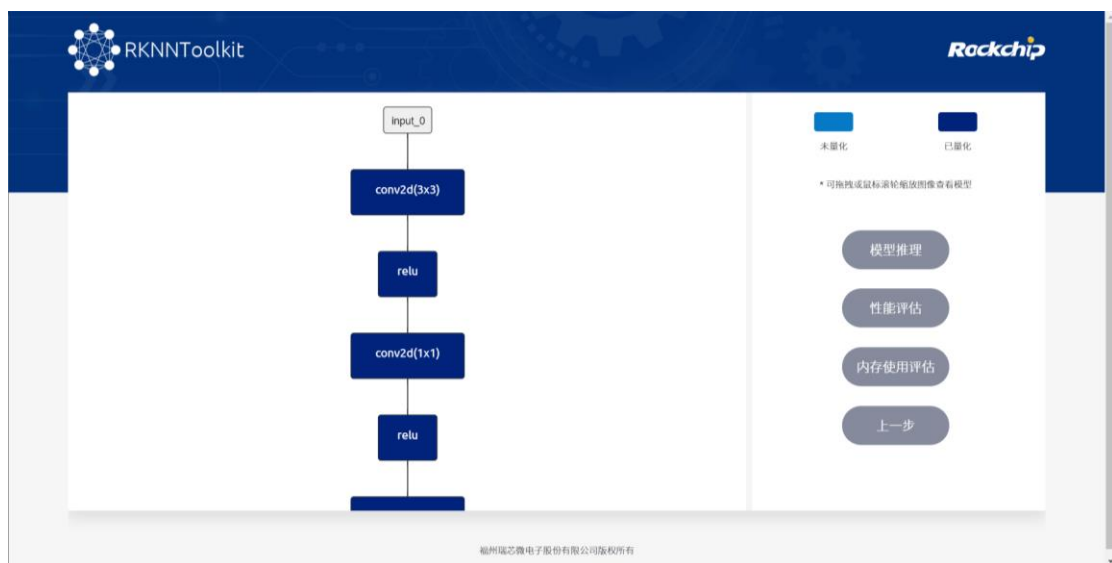 RKNNToolkit
Rockchip
input_0
conv2d(3x3)
relu
conv2d(1x1)
relu
未量化
已量化
* 可拖拽或鼠标滚轮缩放图像查看模型
模型推理
性能评估
内存使用评估
上一步
福州瑞芯微电子股份有限公司版权所有